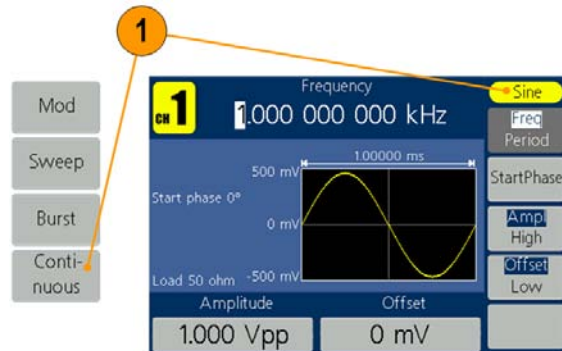 1
Mod
Sweep
Burst
Conti-
nuous
CH 1
Frequency
1.000 000 000 kHz
1.00000 ms
500 mV
Start phase 0°
0 mV
Load 50 ohm
-500 mV
Amplitude
Offset
1.000 Vpp
0 mV
Sine
Freq
Period
StartPhase
Ampl
High
Offset
Low